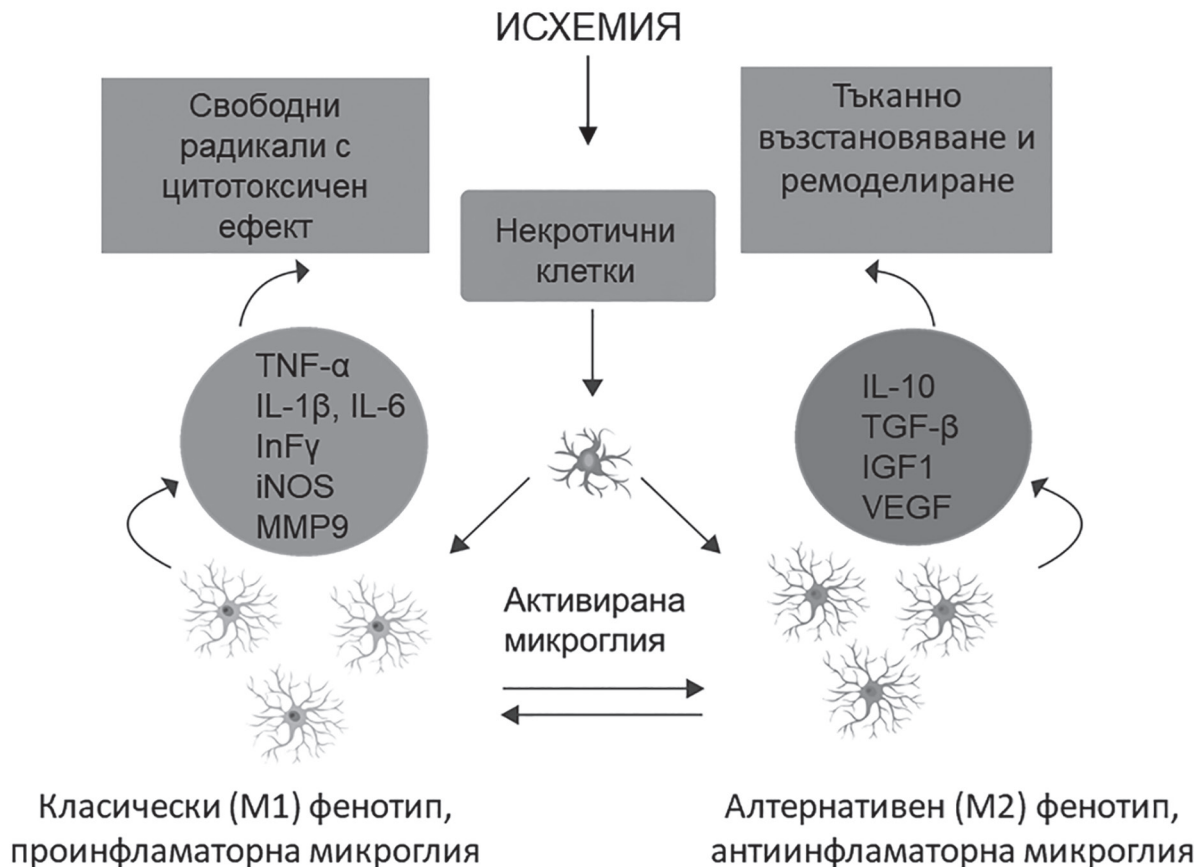 ИСХЕМИЯ
Свободни
радикали с
цитотоксичен
ефект
Некротични
клетки
Тъканно
възстановяване и
ремоделиране
TNF-α
IL-1β, IL-6
InFγ
iNOS
MMP9
IL-10
TGF-β
IGF1
VEGF
Активирана
микроглия
Класически (М1) фенотип,
проинфламаторна микроглия
Алтернативен (М2) фенотип,
антиинфламаторна микроглия